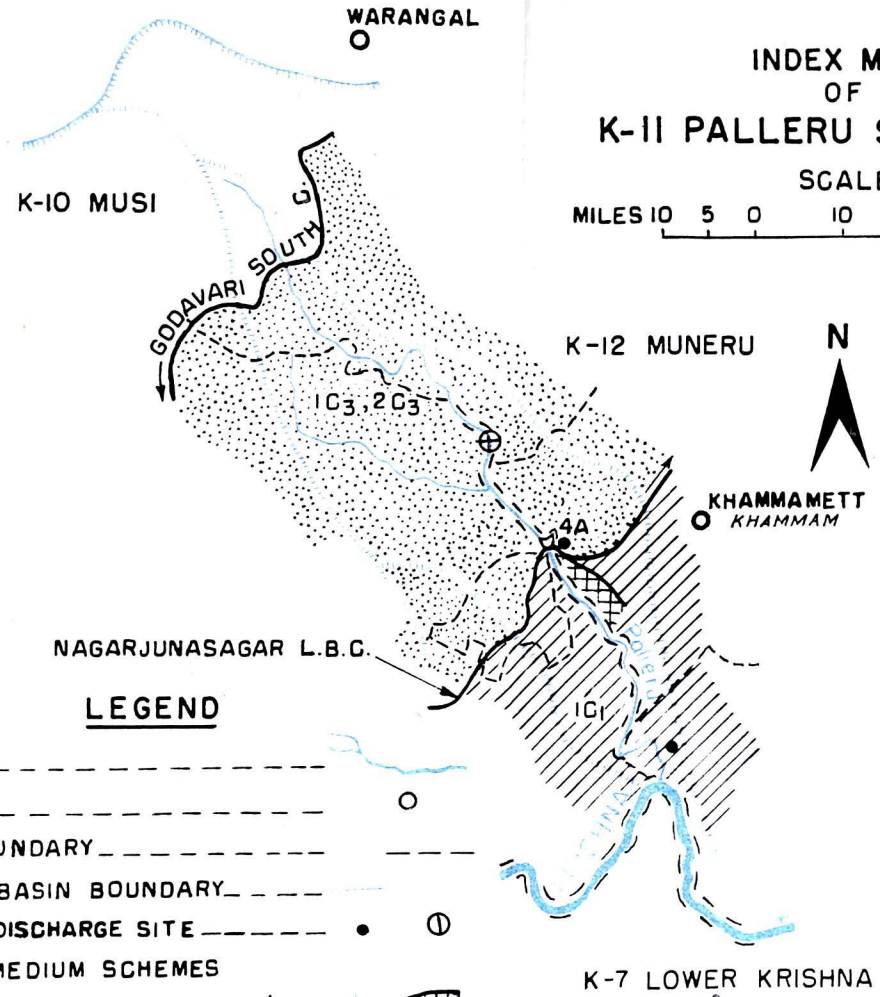 WARANGAL
INDEX M
OF
K-11 PALLERU S
SCALE
MILES 10 5 0 10
K-10 MUSI
GODAVARI SOUTH C.
K-12 MUNERU
N
1C3, 2C3
KHAMMAMETT
KHAMMAM
4A
NAGARJUNASAGAR L.B.C.
Palleru
1C1
LEGEND
UNDARY
BASIN BOUNDARY
DISCHARGE SITE
MEDIUM SCHEMES
K-7 LOWER KRISHNA